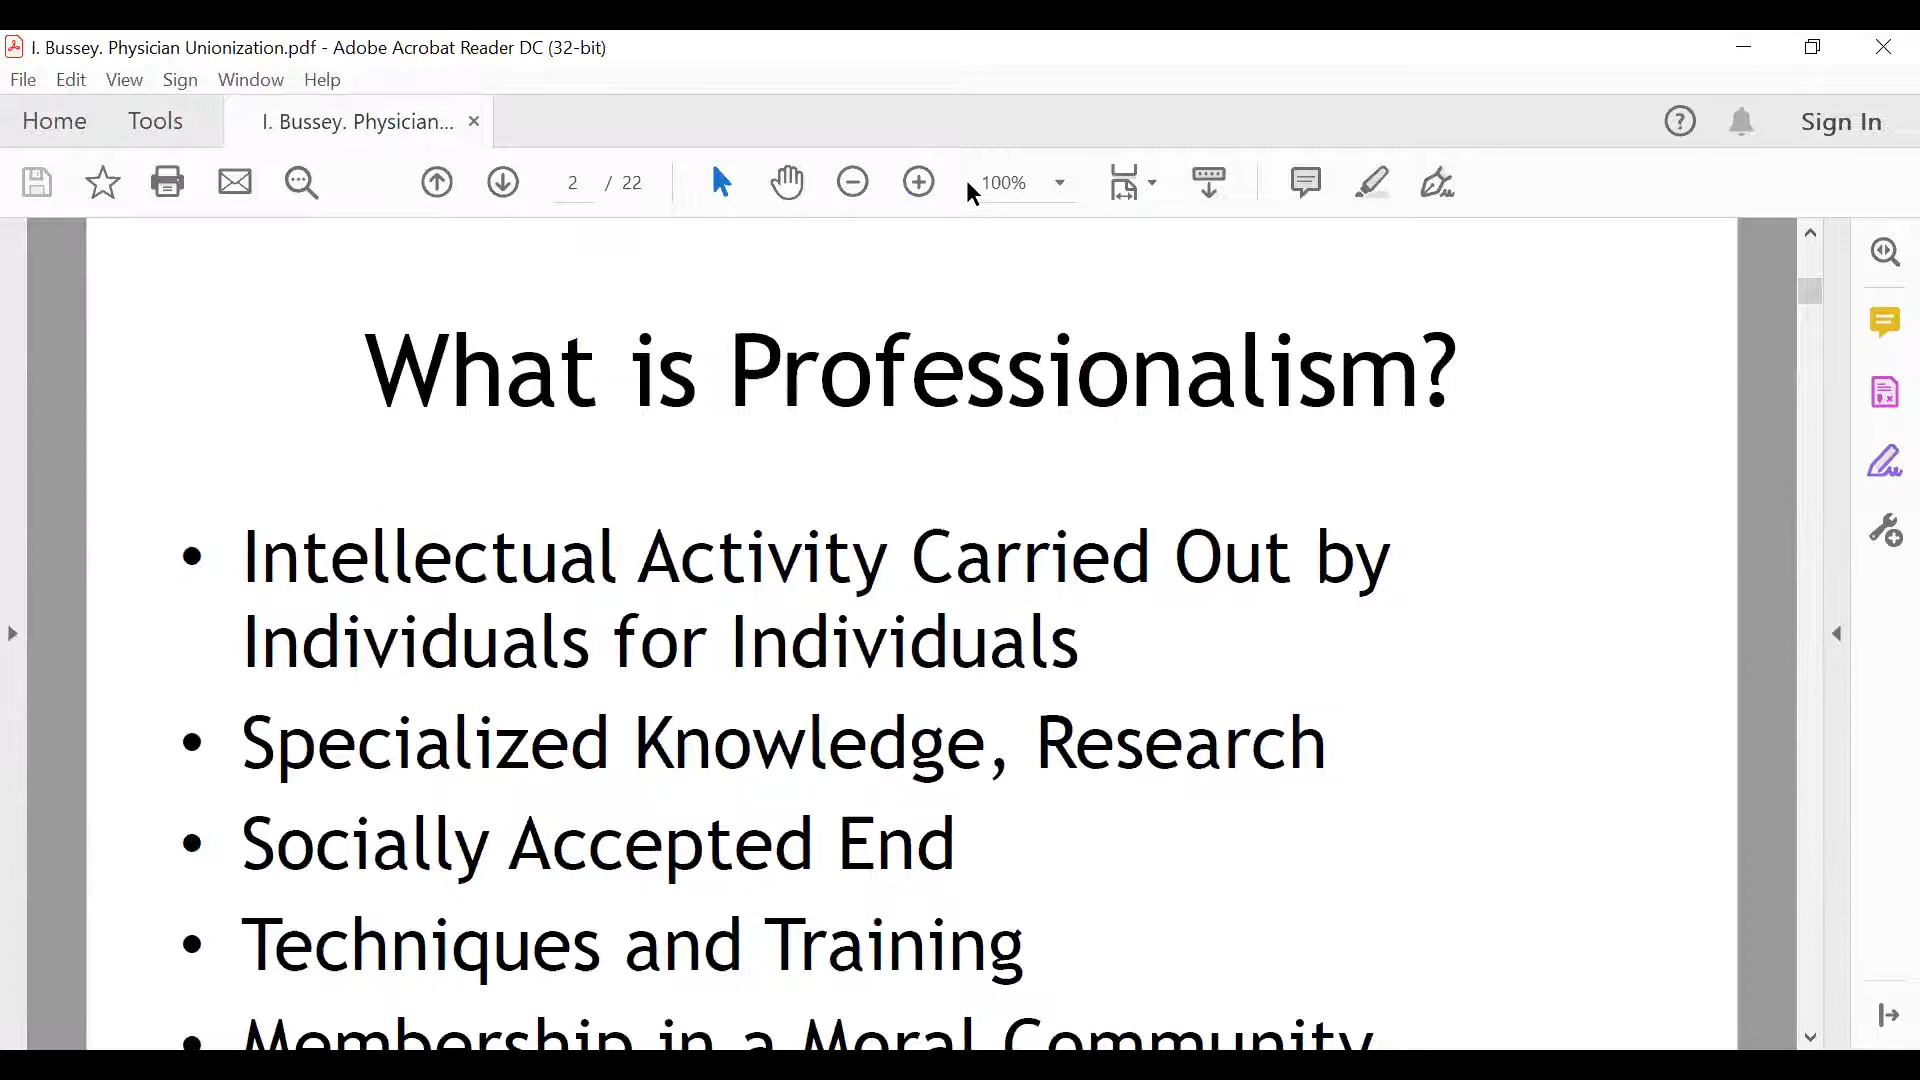 I. Bussey. Physician Unionization.pdf - Adobe Acrobat Reader DC (32-bit)
File Edit View Sign Window Help
Home Tools I. Bussey. Physician... × Sign In
2 / 22 100%
What is Professionalism?
• Intellectual Activity Carried Out by
Individuals for Individuals
• Specialized Knowledge, Research
• Socially Accepted End
• Techniques and Training
• Membership in a Moral Community